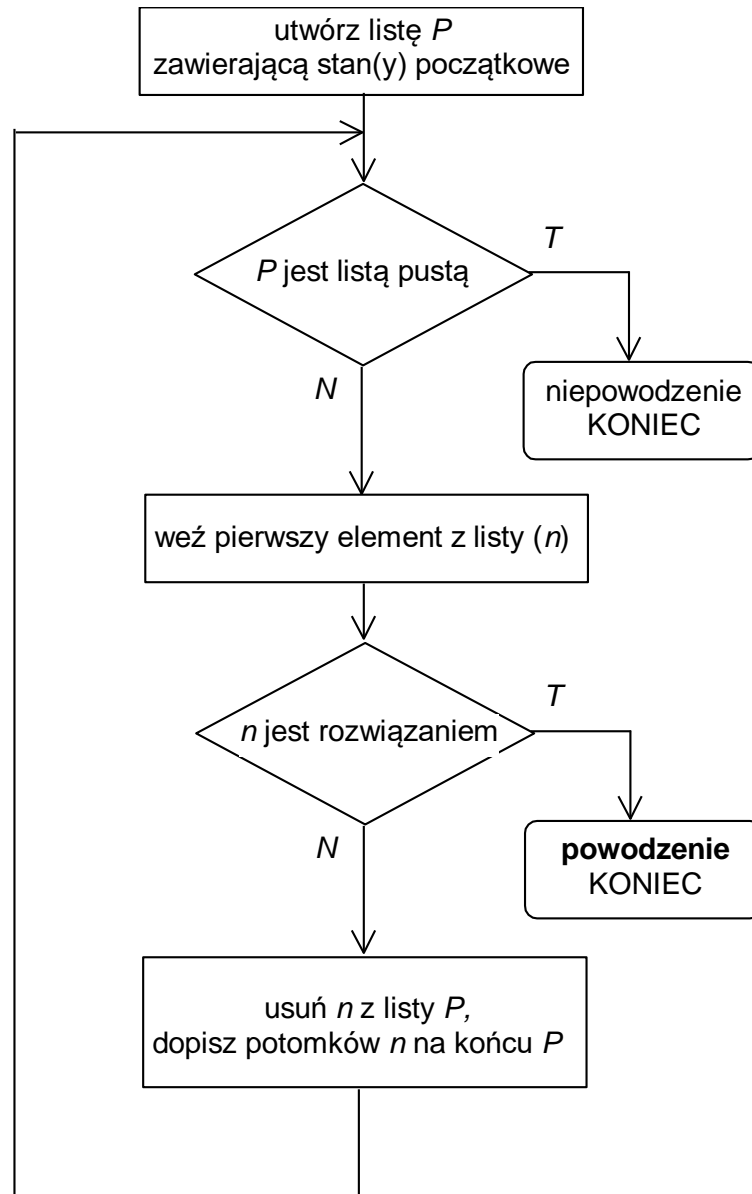 utwórz listę P
zawierającą stan(y) początkowe
P jest listą pustą
T
niepowodzenie
KONIEC
N
weź pierwszy element z listy (n)
n jest rozwiązaniem
T
powodzenie
KONIEC
N
usuń n z listy P,
dopisz potomków n na końcu P